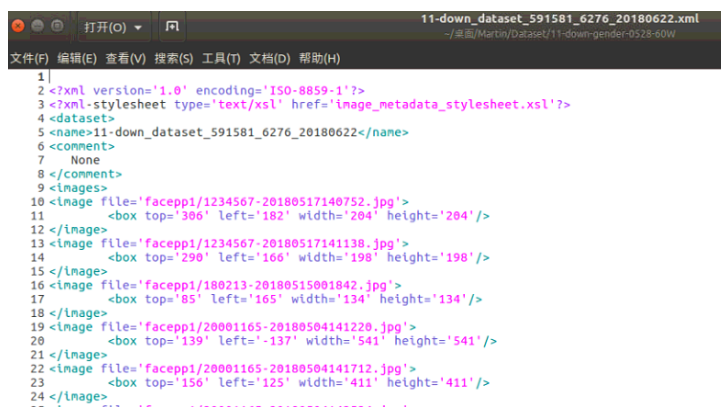 打开(O)
11-down_dataset_591581_6276_20180622.xml
~/桌面/Martin/Dataset/11-down-gender-0528-60W
文件(F) 编辑(E) 查看(V) 搜索(S) 工具(T) 文档(D) 帮助(H)
1
2 <?xml version='1.0' encoding='ISO-8859-1'?>
3 <?xml-stylesheet type='text/xsl' href='image_metadata_stylesheet.xsl'?>
4 <dataset>
5 <name>11-down_dataset_591581_6276_20180622</name>
6 <comment>
7 None
8 </comment>
9 <images>
10 <image file='facepp1/1234567-20180517140752.jpg'>
11 <box top='306' left='182' width='204' height='204'/>
12 </image>
13 <image file='facepp1/1234567-20180517141138.jpg'>
14 <box top='290' left='166' width='198' height='198'/>
15 </image>
16 <image file='facepp1/180213-20180515001842.jpg'>
17 <box top='85' left='165' width='134' height='134'/>
18 </image>
19 <image file='facepp1/20001165-20180504141220.jpg'>
20 <box top='139' left='-137' width='541' height='541'/>
21 </image>
22 <image file='facepp1/20001165-20180504141712.jpg'>
23 <box top='156' left='125' width='411' height='411'/>
24 </image>